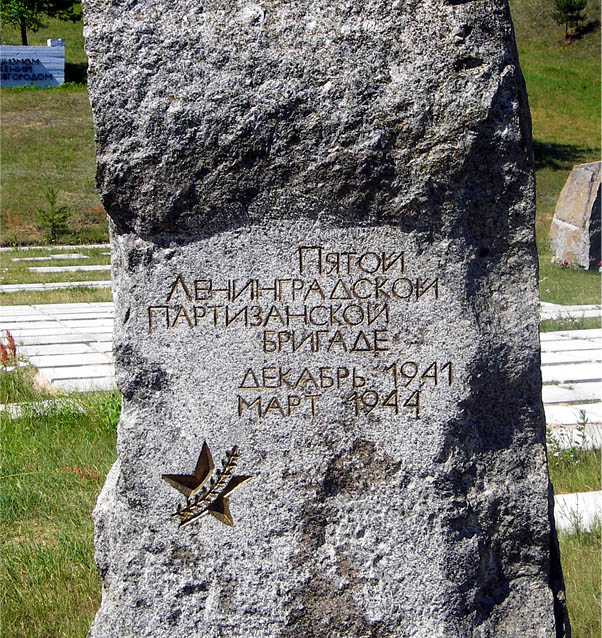 Пятой
Ленинградской
партизанской
бригаде
декабрь 1941
март 1944